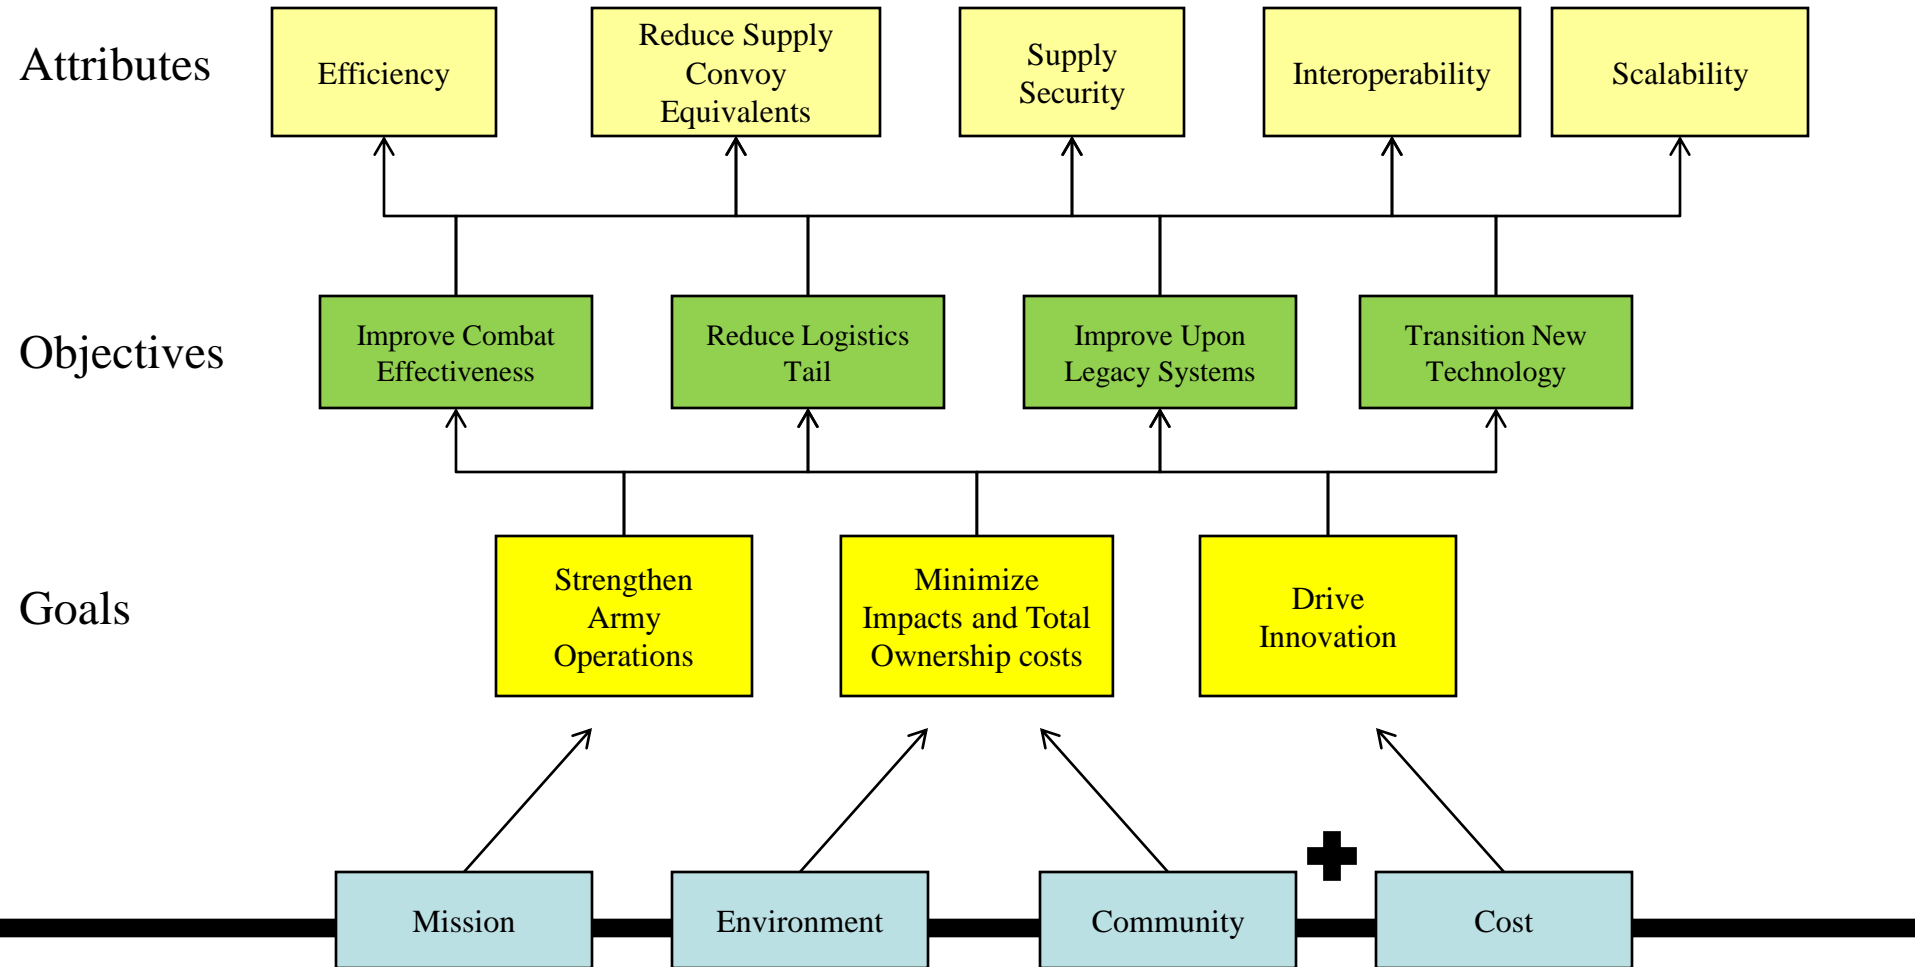 Attributes
Efficiency
Reduce Supply
Convoy
Equivalents
Supply
Security
Interoperability
Scalability
Objectives
Improve Combat
Effectiveness
Reduce Logistics
Tail
Improve Upon
Legacy Systems
Transition New
Technology
Goals
Strengthen
Army
Operations
Minimize
Impacts and Total
Ownership costs
Drive
Innovation
Mission
Environment
Community
Cost